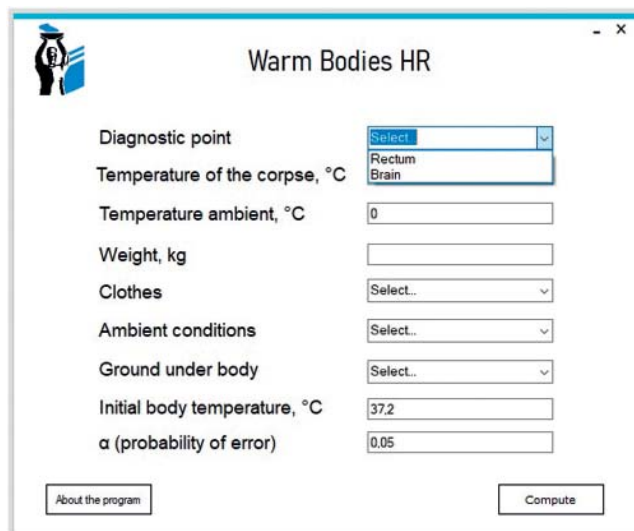 Warm Bodies HR
Diagnostic point Select...
Rectum
Temperature of the corpse, °C Brain
Temperature ambient, °C 0
Weight, kg
Clothes Select...
Ambient conditions Select...
Ground under body Select...
Initial body temperature, °C 37,2
α (probability of error) 0,05
About the program Compute